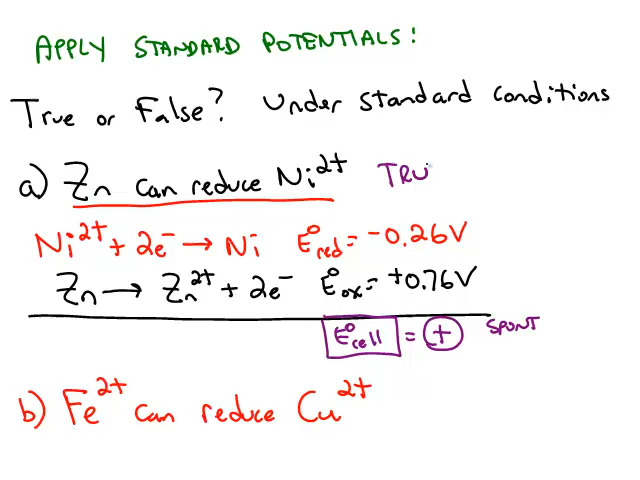 APPLY STANDARD POTENTIALS!
True or False? Under standard conditions
a) Zn can reduce Ni²⁺ TRU
Ni²⁺ + 2e⁻ → Ni E°red = -0.26V
Zn → Zn²⁺ + 2e⁻ E°ox = +0.76V
E°cell = + SPONT
b) Fe²⁺ can reduce Cu²⁺